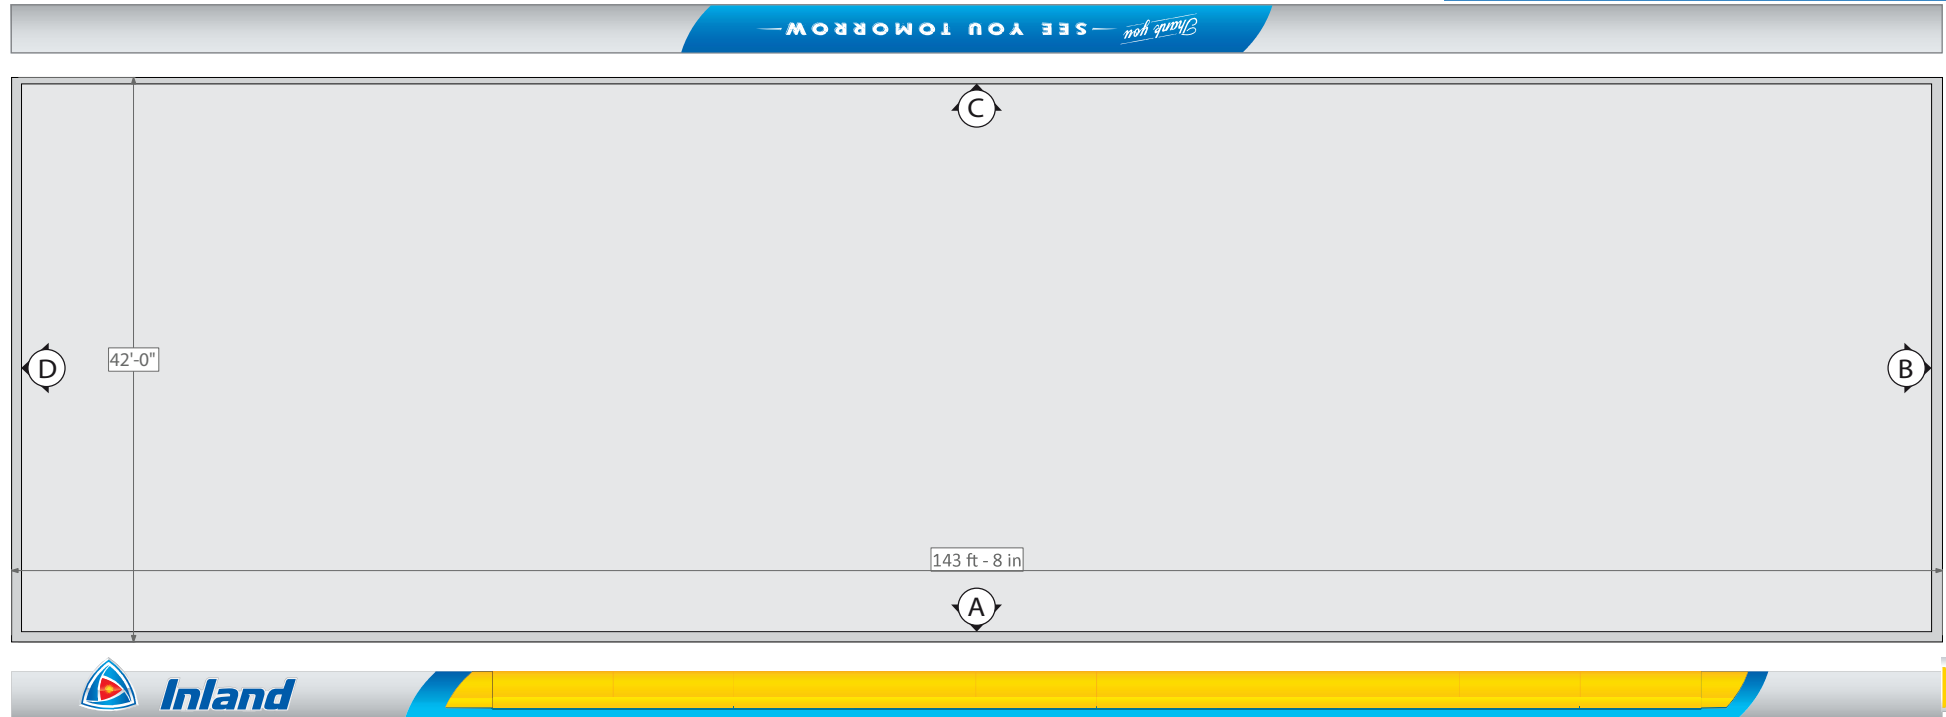 Thank you
SEE YOU TOMORROW
C
D
42'-0"
B
143 ft - 8 in
A
Inland